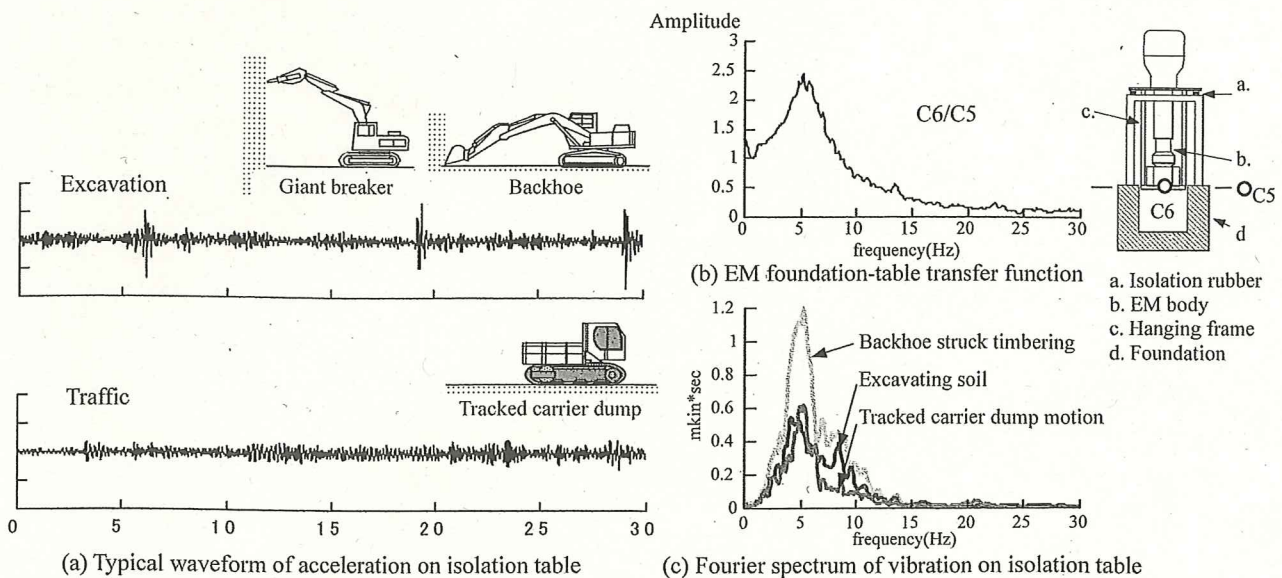 Giant breaker
Backhoe
Excavation
Tracked carrier dump
Traffic
0 5 10 15 20 25 30
(a) Typical waveform of acceleration on isolation table
Amplitude
3
2.5
2
1.5
1
0.5
0
C6/C5
0 5 10 15 20 25 30
frequency(Hz)
(b) EM foundation-table transfer function
a.
c.
b.
C5
C6
d
a. Isolation rubber
b. EM body
c. Hanging frame
d. Foundation
1.2
1
0.8
0.6
0.4
0.2
0
mkin*sec
Backhoe struck timbering
Excavating soil
Tracked carrier dump motion
0 5 10 15 20 25 30
frequency(Hz)
(c) Fourier spectrum of vibration on isolation table